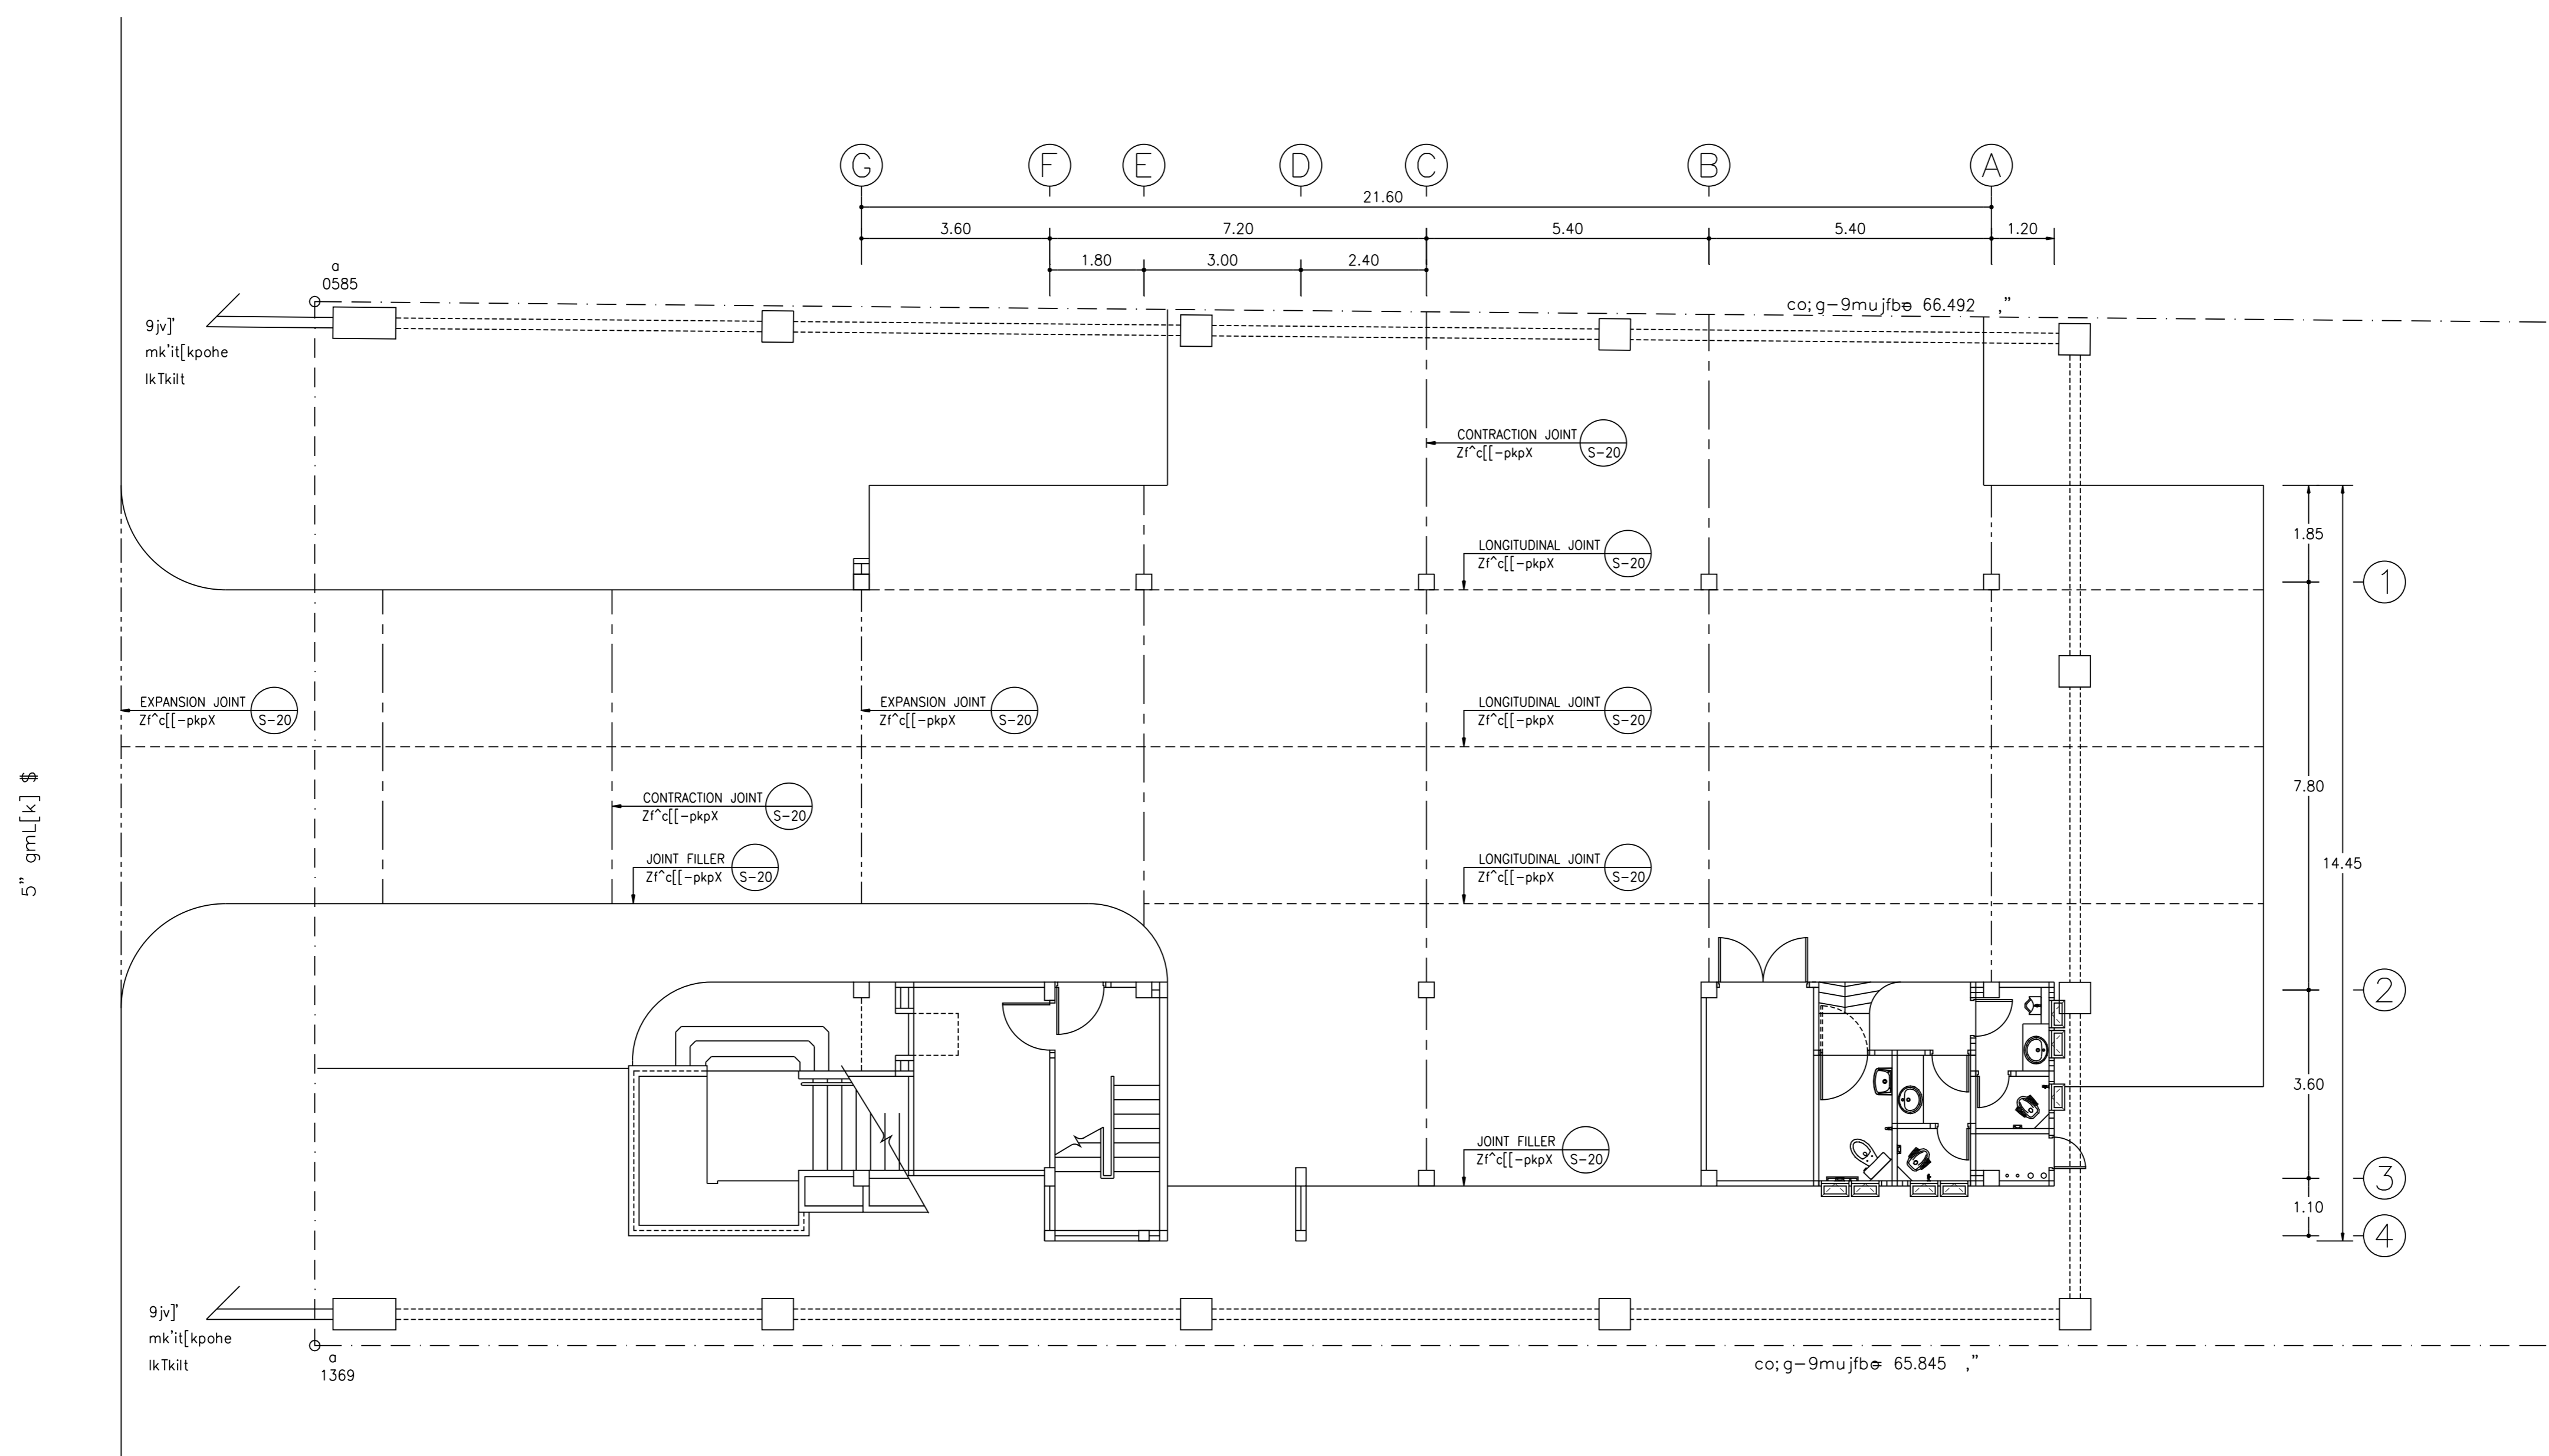 G F E D C B A
21.60
3.60 7.20 5.40 5.40 1.20
1.80 3.00 2.40
a
0585
co;g-9mujfbe 66.492 ,"
9jv]'
mk'it[kpohe
lkTkilt
CONTRACTION JOINT
Zf^c[[-pkpX
S-20
1.85
LONGITUDINAL JOINT
Zf^c[[-pkpX
S-20
1
EXPANSION JOINT
Zf^c[[-pkpX
S-20
EXPANSION JOINT
Zf^c[[-pkpX
S-20
LONGITUDINAL JOINT
Zf^c[[-pkpX
S-20
5" gmL[k] $
7.80
CONTRACTION JOINT
Zf^c[[-pkpX
S-20
JOINT FILLER
Zf^c[[-pkpX
S-20
LONGITUDINAL JOINT
Zf^c[[-pkpX
S-20
14.45
2
3.60
JOINT FILLER
Zf^c[[-pkpX
S-20
3
1.10
4
9jv]'
mk'it[kpohe
lkTkilt
a
1369
co;g-9mujfbe 65.845 ,"